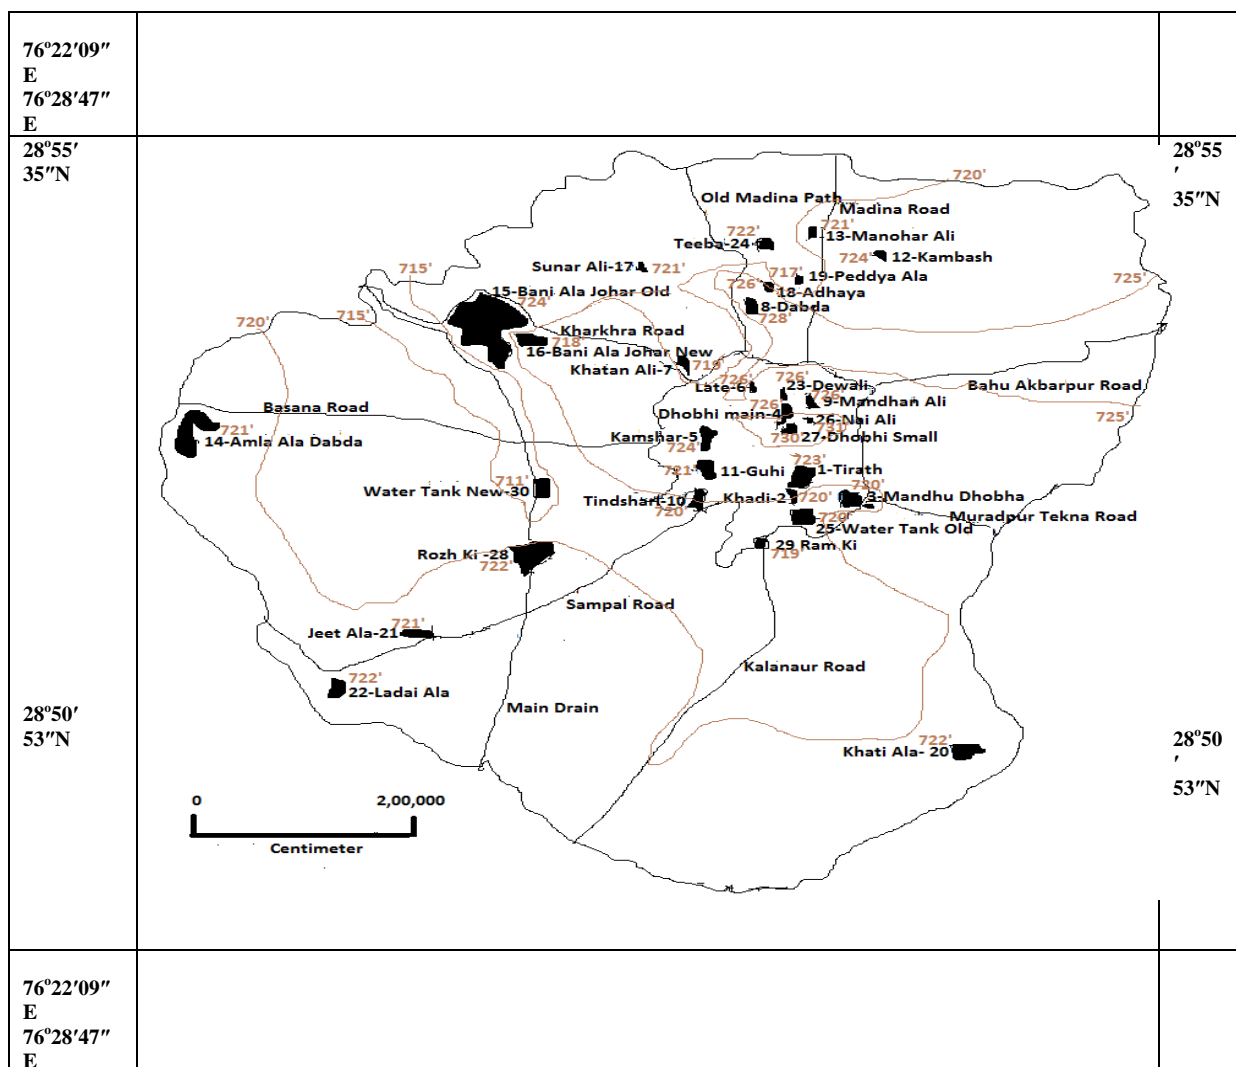 76°22′09″
E
76°28′47″
E
28°55′
35″N
28°55
′
35″N
720'
Old Madina Path
Madina Road
721'
722'
13-Manohar Ali
Teeba-24
724'
12-Kambash
Sunar Ali-17
721'
715'
717'
19-Peddya Ala
725'
726'
18-Adhaya
15-Bani Ala Johar Old
724'
8-Dabda
728'
720'
715'
Kharkhra Road
718'
16-Bani Ala Johar New
Khatan Ali-7
719'
726'
726'
Late-6
23-Dewali
Bahu Akbarpur Road
726'
9-Mandhan Ali
Basana Road
726
Dhobhi main-4
725'
26-Nai Ali
721'
731'
14-Amla Ala Dabda
Kamshar-5
730'
27-Dhobhi Small
724'
723'
721'
11-Guhi
1-Tirath
711'
720'
Water Tank New-30
Tindshart-10
Khadi-2
720'
3-Mandhu Dhobha
720'
720'
Muradpur Tekna Road
25-Water Tank Old
29 Ram Ki
719'
Rozh Ki -28
722'
Sampal Road
721'
Jeet Ala-21
Kalanaur Road
722'
22-Ladai Ala
Main Drain
28°50′
53″N
28°50
′
53″N
722'
Khati Ala- 20
0 2,00,000
Centimeter
76°22′09″
E
76°28′47″
E